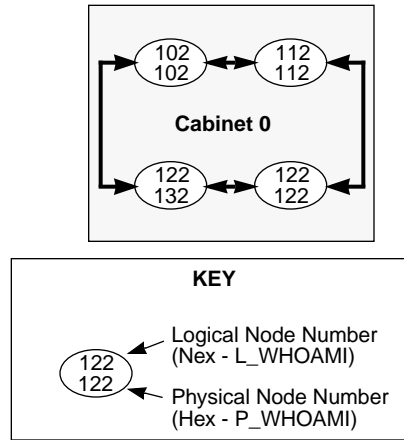 102 112
102 112
Cabinet 0
122 122
132 122
KEY
122
122
Logical Node Number
(Nex - L_WHOAMI)
Physical Node Number
(Hex - P_WHOAMI)